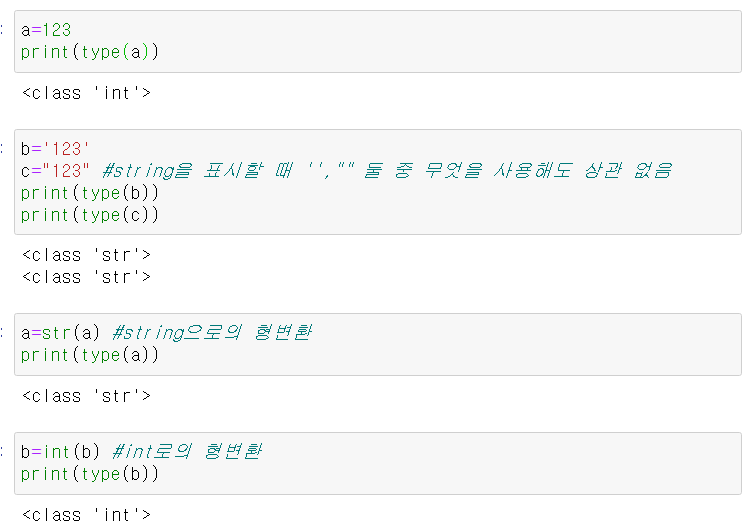 :
a=123
print(type(a))
<class 'int'>
:
b='123'
c="123" #string을 표시할 때 '',"" 둘 중 무엇을 사용해도 상관 없음
print(type(b))
print(type(c))
<class 'str'>
<class 'str'>
:
a=str(a) #string으로의 형변환
print(type(a))
<class 'str'>
:
b=int(b) #int로의 형변환
print(type(b))
<class 'int'>